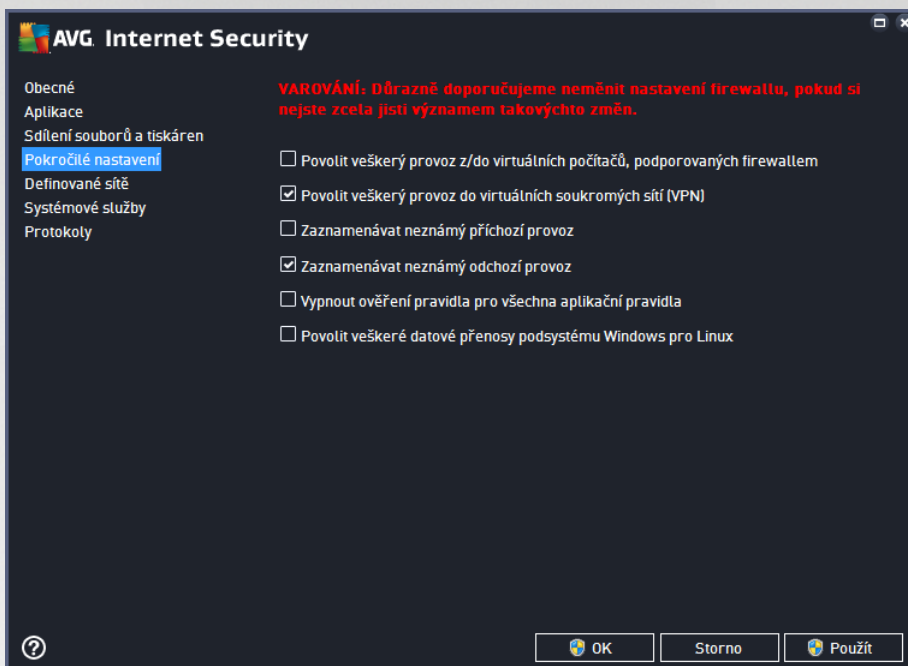 AVG Internet Security
Obecné
Aplikace
Sdílení souborů a tiskáren
Pokročilé nastavení
Definované sítě
Systémové služby
Protokoly
VAROVÁNÍ: Důrazně doporučujeme neměnit nastavení firewallu, pokud si
nejste zcela jisti významem takovýchto změn.
Povolit veškerý provoz z/do virtuálních počítačů, podporovaných firewallem
Povolit veškerý provoz do virtuálních soukromých sítí (VPN)
Zaznamenávat neznámý příchozí provoz
Zaznamenávat neznámý odchozí provoz
Vypnout ověření pravidla pro všechna aplikační pravidla
Povolit veškeré datové přenosy podsystému Windows pro Linux
?
OK
Storno
Použít